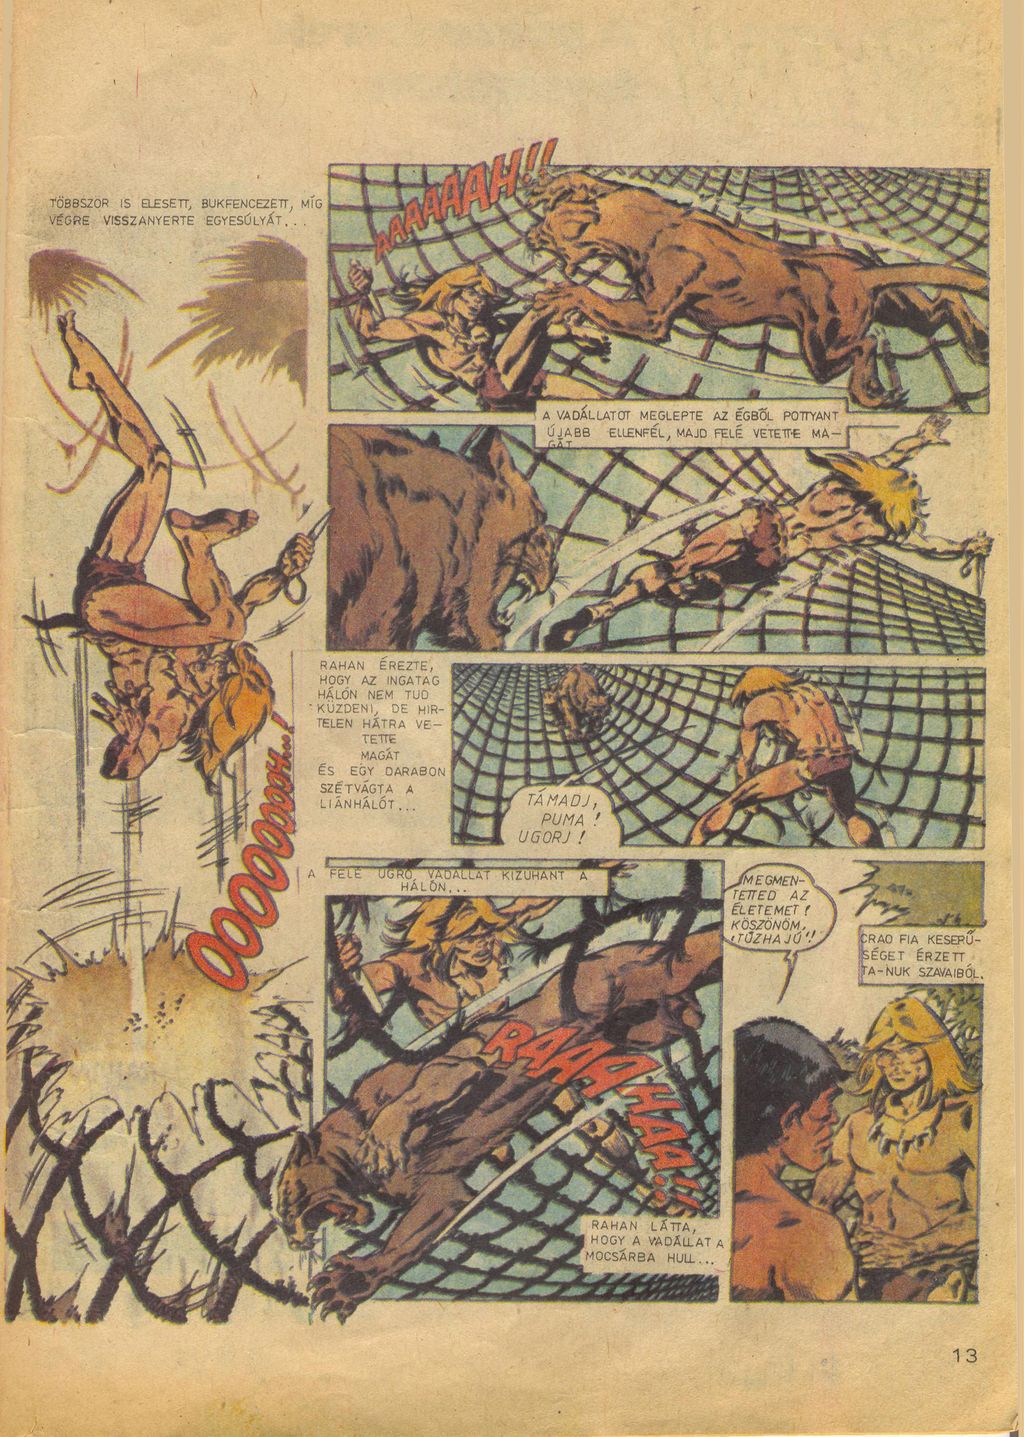 TÖBBSZOR IS ELESETT, BUKFENCEZETT, MÍG
VÉGRE VISSZANYERTE EGYESÚLYÁT...
AAAAAAH!!
A VADÁLLATOT MEGLEPTE AZ ÉGBŐL POTTYANT
ÚJABB ELLENFÉL, MAJD FELÉ VETETTE MA-
GÁT
OOOOOOOOH...!
RAHAN ÉREZTE,
HOGY AZ INGATAG
HÁLÓN NEM TUD
KÜZDENI, DE HIR-
TELEN HÁTRA VE-
TETTE
MAGÁT
ÉS EGY DARABON
SZÉTVÁGTA A
LIÁNHÁLÓT...
TÁMADJ,
PUMA!
UGORJ!
A FELÉ UGRÓ VADÁLLAT KIZUHANT A
HÁLÓN...
RAAAHAA!!
RAHAN LÁTTA,
HOGY A VADÁLLAT A
MOCSÁRBA HULL...
MEGMEN-
TETTED AZ
ÉLETEMET!
KÖSZÖNÖM,
"TŰZHAJÚ"!
CRAO FIA KESERŰ-
SÉGET ÉRZETT
TA-NUK SZAVAIBÓL.
13